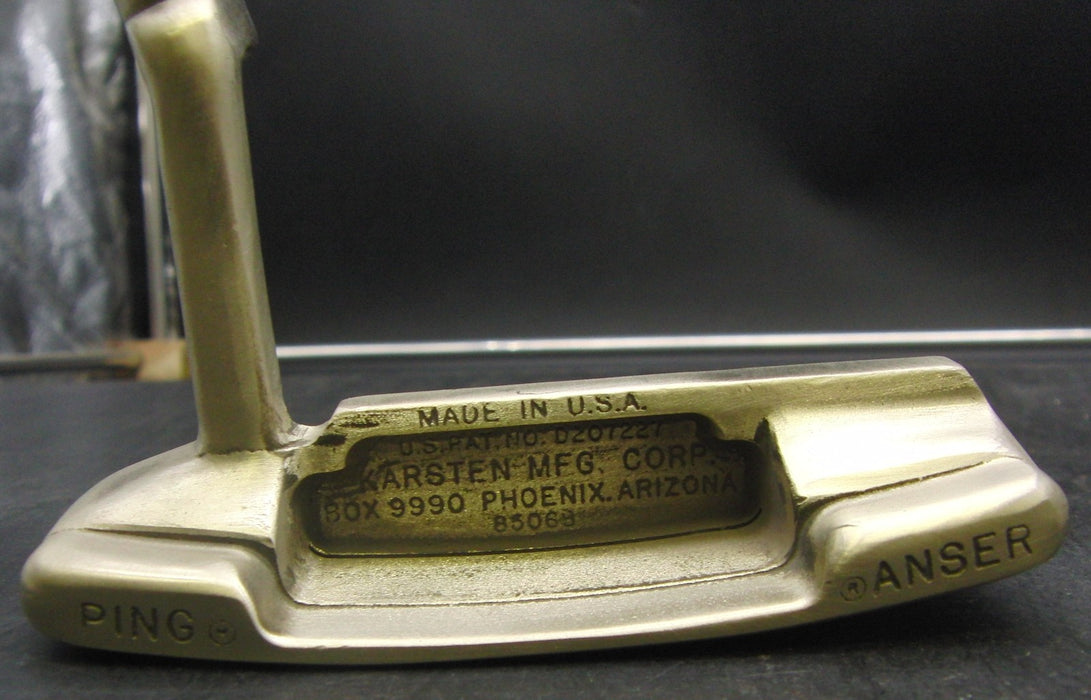 MADE IN U.S.A.
U.S. PAT. NO. D207227
KARSTEN MFG. CORP.
BOX 9990 PHOENIX. ARIZONA
85068
PING ®
® ANSER